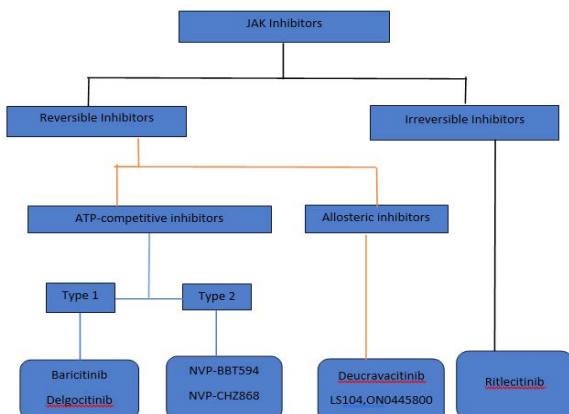 JAK Inhibitors
Reversible Inhibitors
Irreversible Inhibitors
ATP-competitive inhibitors
Allosteric inhibitors
Type 1
Type 2
Baricitinib
Delgocitinib
NVP-BBT594
NVP-CHZ868
Deucravacitinib
LS104,ON0445800
Ritlecitinib